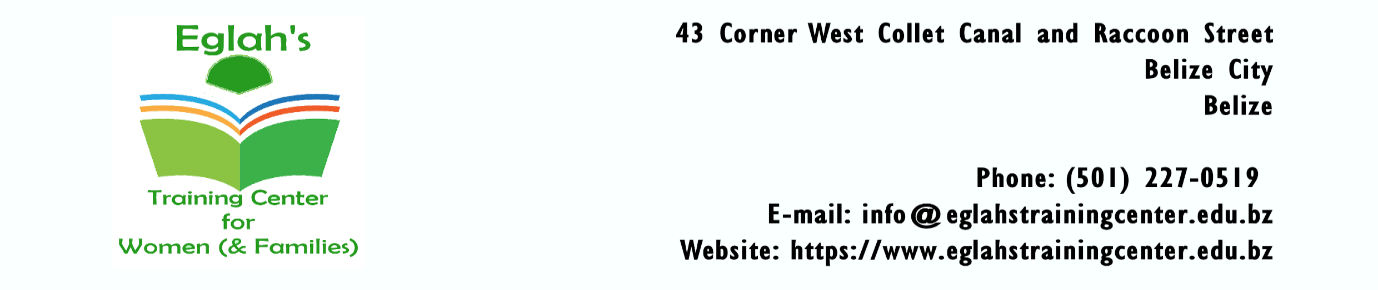 Eglah's
Training Center
for
Women (& Families)
43 Corner West Collet Canal and Raccoon Street
Belize City
Belize
Phone: (501) 227-0519
E-mail: info@eglahstrainingcenter.edu.bz
Website: https://www.eglahstrainingcenter.edu.bz